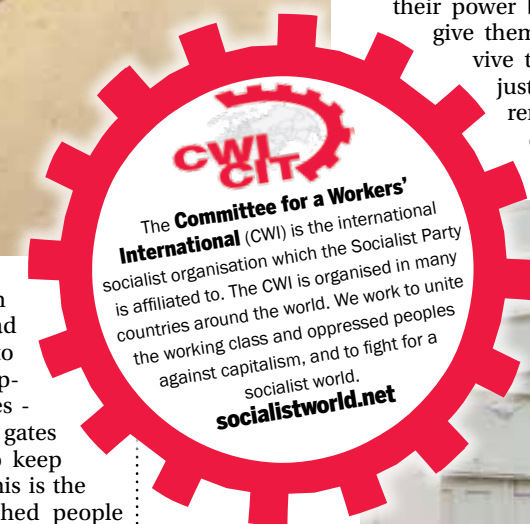 their power
give them
vive
just
CWI
CIT
The Committee for a Workers'
International (CWI) is the international
socialist organisation which the Socialist Party
is affiliated to. The CWI is organised in many
countries around the world. We work to unite
the working class and oppressed peoples
against capitalism, and to fight for a
socialist world.
socialistworld.net
to
p-
es -
gates
keep
his is the
hed people